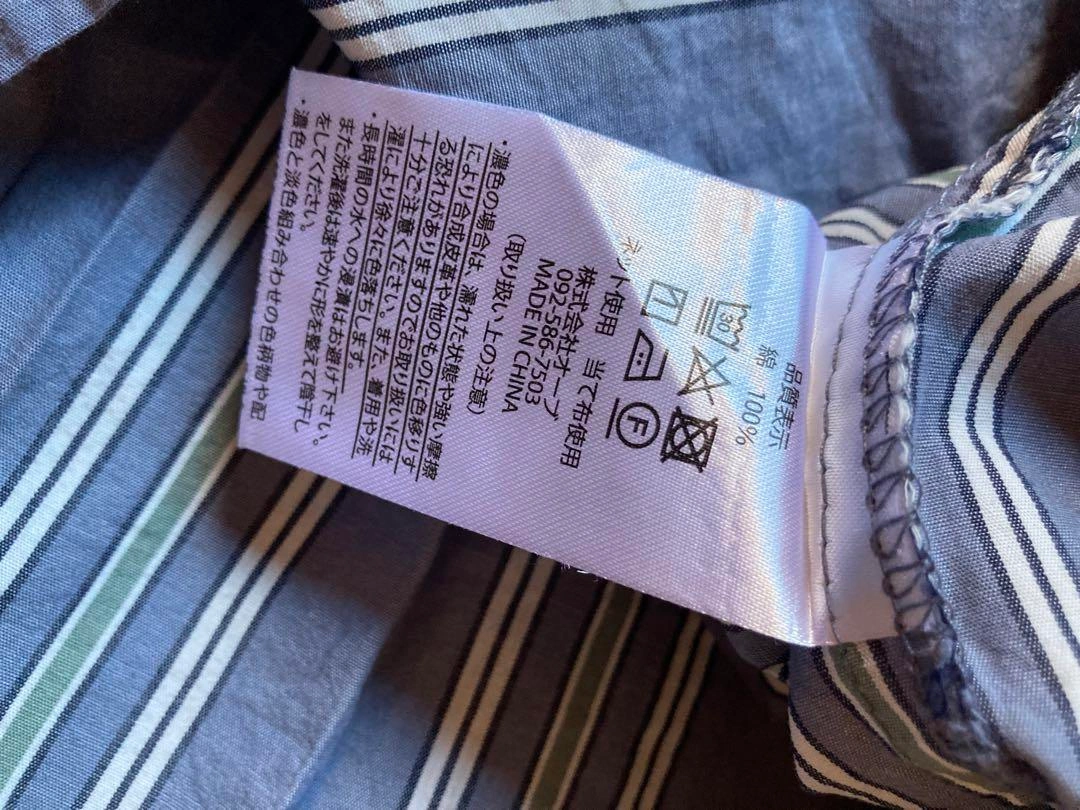 品質表示
綿 100%
30
ネット使用 当て布使用
株式会社オーブ
092-586-7503
MADE IN CHINA
(取り扱い上の注意)
・濃色の場合は、濡れた状態や強い摩擦
により合成皮革や他のものに色移りす
る恐れがありますのでお取り扱いには
十分ご注意ください。また、着用や洗
濯により徐々に色落ちします。
・長時間の水への浸漬はお避け下さい。
また洗濯後は速やかに形を整えて陰干し
をしてください。
・濃色と淡色組み合わせの色柄物や配